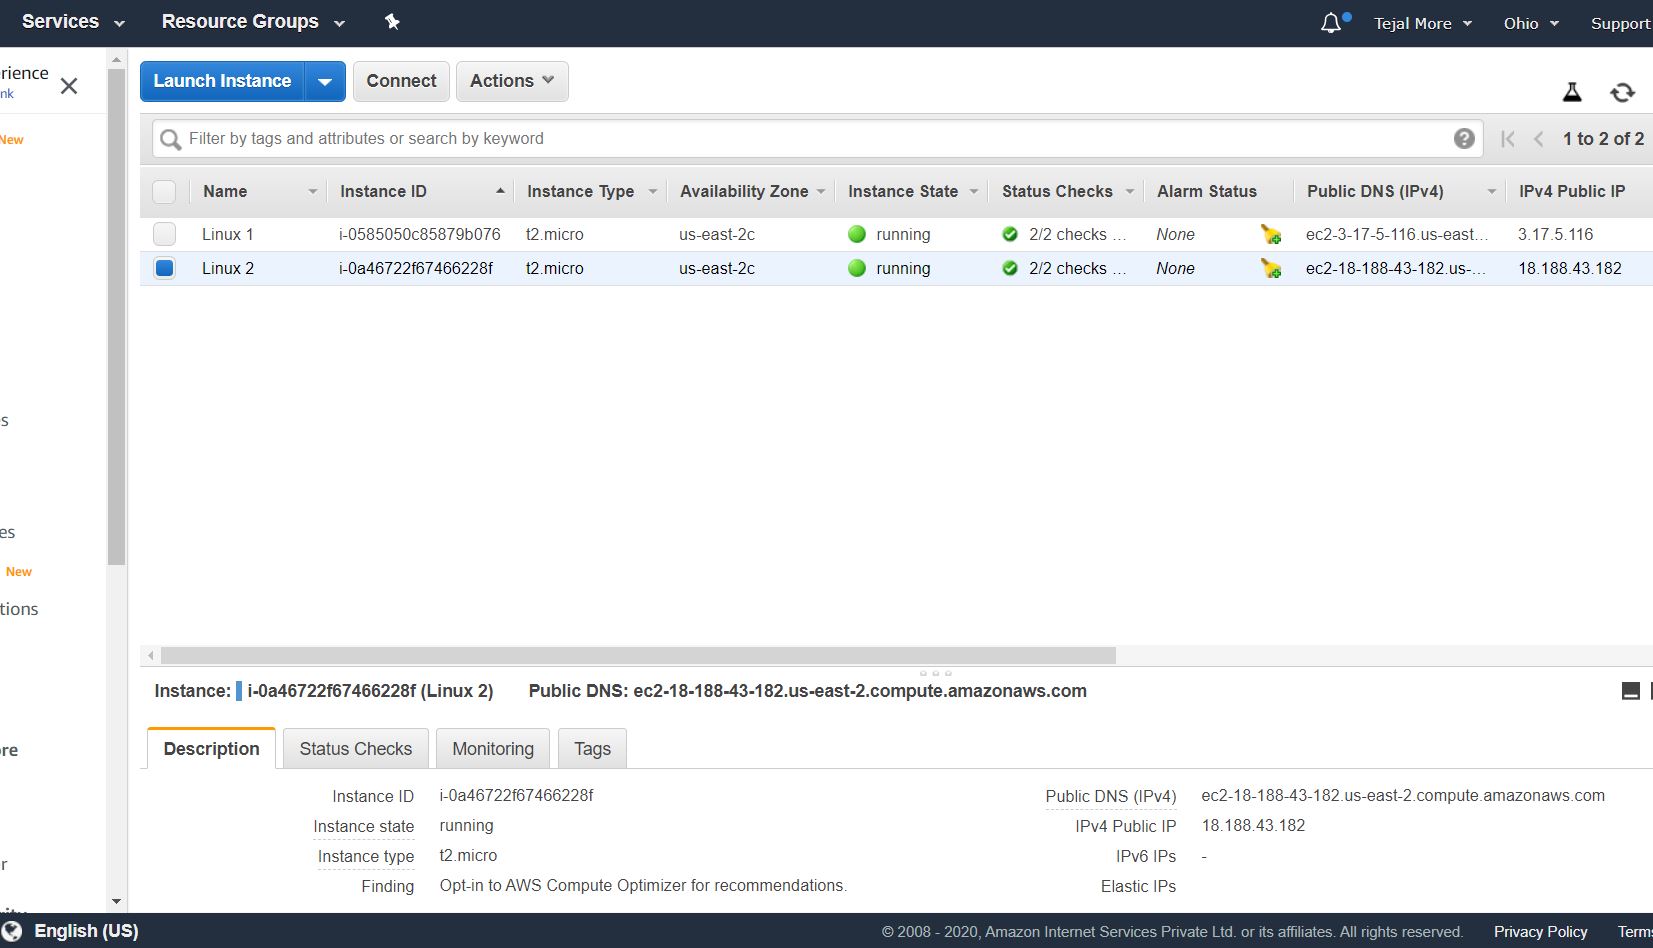 Services Resource Groups Tejal More Ohio Support
rience
nk
New
s
es
New
tions
re
r
Launch Instance Connect Actions
Filter by tags and attributes or search by keyword 1 to 2 of 2
Name Instance ID Instance Type Availability Zone Instance State Status Checks Alarm Status Public DNS (IPv4) IPv4 Public IP
Linux 1 i-0585050c85879b076 t2.micro us-east-2c running 2/2 checks ... None ec2-3-17-5-116.us-east... 3.17.5.116
Linux 2 i-0a46722f67466228f t2.micro us-east-2c running 2/2 checks ... None ec2-18-188-43-182.us-... 18.188.43.182
Instance: i-0a46722f67466228f (Linux 2) Public DNS: ec2-18-188-43-182.us-east-2.compute.amazonaws.com
Description Status Checks Monitoring Tags
Instance ID i-0a46722f67466228f Public DNS (IPv4) ec2-18-188-43-182.us-east-2.compute.amazonaws.com
Instance state running IPv4 Public IP 18.188.43.182
Instance type t2.micro IPv6 IPs -
Finding Opt-in to AWS Compute Optimizer for recommendations. Elastic IPs
English (US) © 2008 - 2020, Amazon Internet Services Private Ltd. or its affiliates. All rights reserved. Privacy Policy Terms